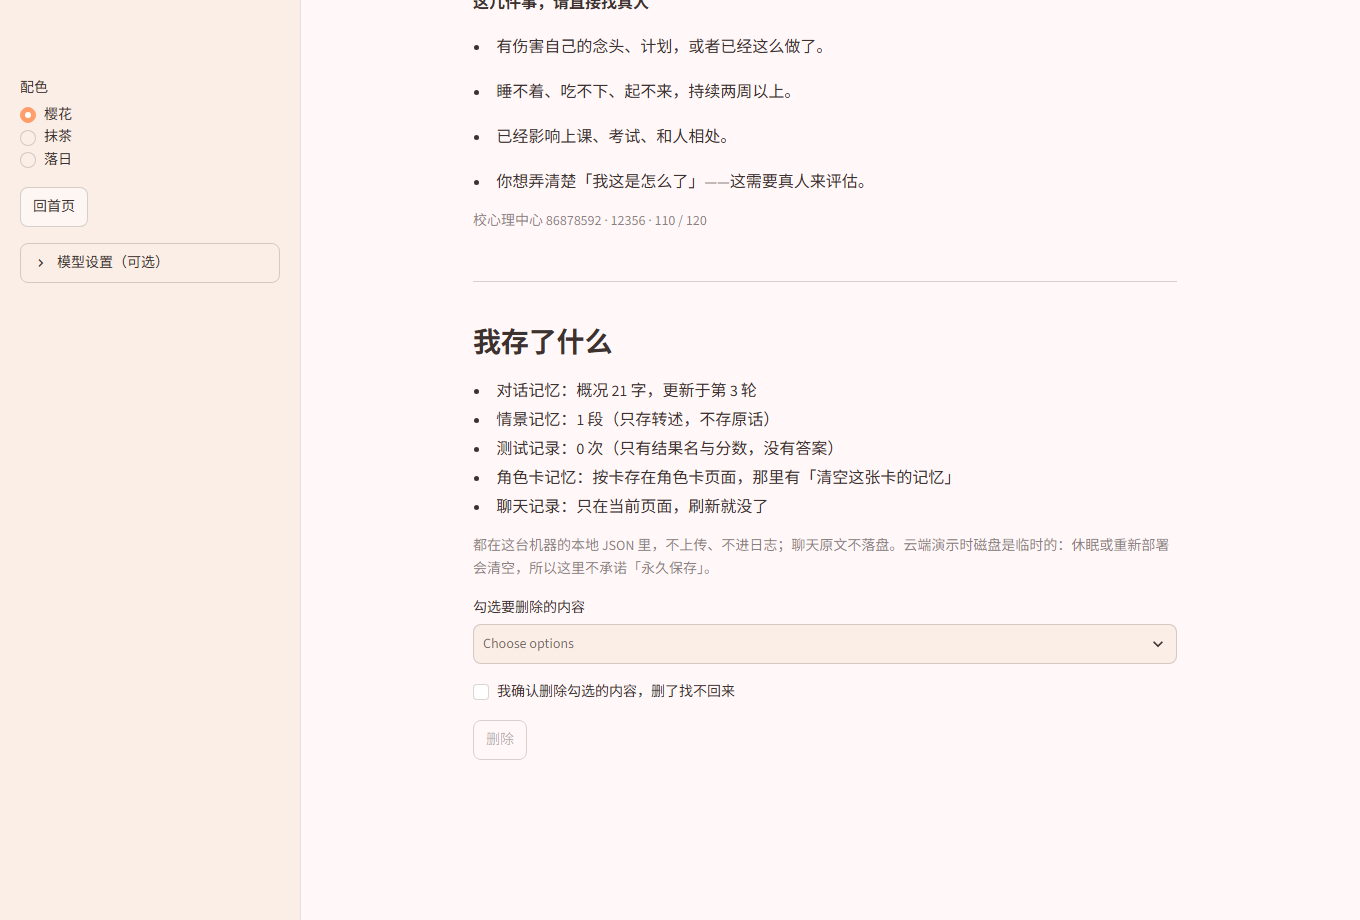 配色
樱花
抹茶
落日
回首页
模型设置（可选）
这几件事，请直接找真人
有伤害自己的念头、计划，或者已经这么做了。
睡不着、吃不下、起不来，持续两周以上。
已经影响上课、考试、和人相处。
你想弄清楚「我这是怎么了」——这需要真人来评估。
校心理中心 86878592 · 12356 · 110 / 120
我存了什么
对话记忆：概况 21 字，更新于第 3 轮
情景记忆：1 段（只存转述，不存原话）
测试记录：0 次（只有结果名与分数，没有答案）
角色卡记忆：按卡存在角色卡页面，那里有「清空这张卡的记忆」
聊天记录：只在当前页面，刷新就没了
都在这台机器的本地 JSON 里，不上传、不进日志；聊天原文不落盘。云端演示时磁盘是临时的：休眠或重新部署
会清空，所以这里不承诺「永久保存」。
勾选要删除的内容
Choose options
我确认删除勾选的内容，删了找不回来
删除